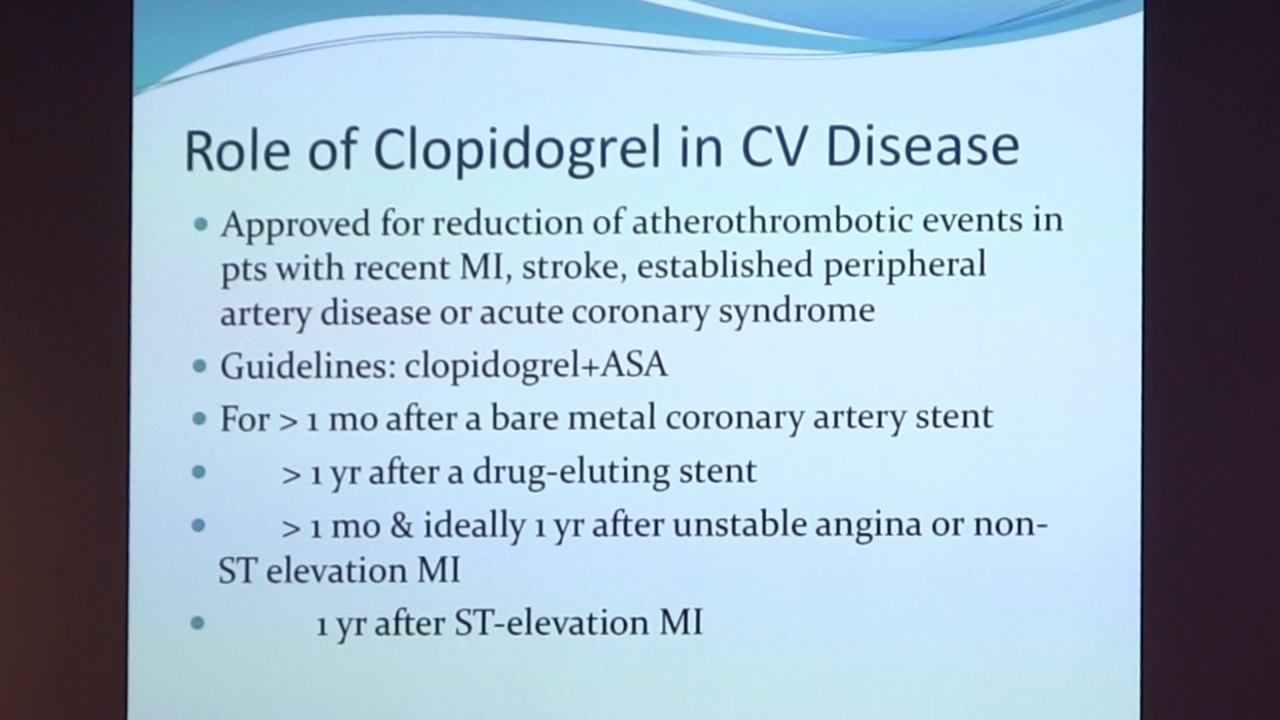 Role of Clopidogrel in CV Disease
• Approved for reduction of atherothrombotic events in
pts with recent MI, stroke, established peripheral
artery disease or acute coronary syndrome
• Guidelines: clopidogrel+ASA
• For > 1 mo after a bare metal coronary artery stent
• > 1 yr after a drug-eluting stent
• > 1 mo & ideally 1 yr after unstable angina or non-
ST elevation MI
• 1 yr after ST-elevation MI